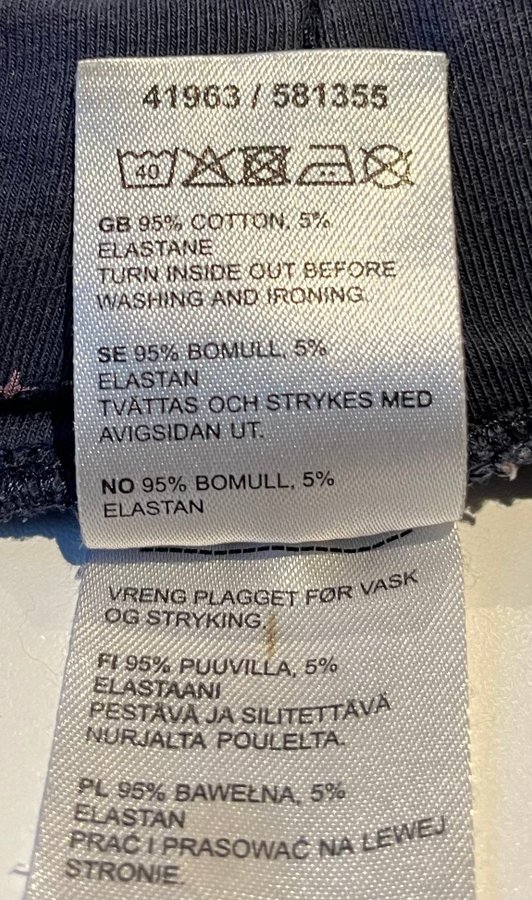 41963 / 581355
40
GB 95% COTTON, 5%
ELASTANE
TURN INSIDE OUT BEFORE
WASHING AND IRONING.
SE 95% BOMULL, 5%
ELASTAN
TVÄTTAS OCH STRYKES MED
AVIGSIDAN UT.
NO 95% BOMULL, 5%
ELASTAN
VRENG PLAGGET FØR VASK
OG STRYKING.
FI 95% PUUVILLA, 5%
ELASTAANI
PESTÄVÄ JA SILITETTÄVÄ
NURJALTA POULELTA.
PL 95% BAWEŁNA, 5%
ELASTAN
PRAĆ I PRASOWAĆ NA LEWEJ
STRONIE.